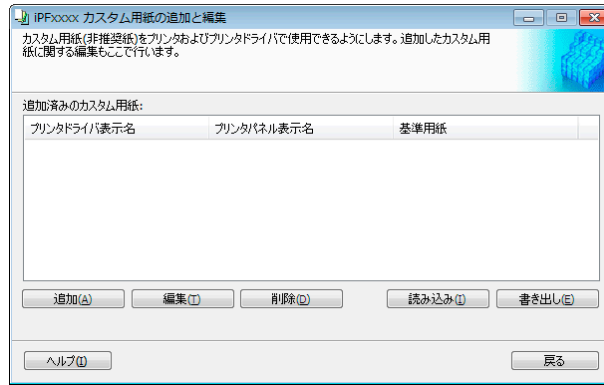 iPFxxxx カスタム用紙の追加と編集
カスタム用紙(非推奨紙)をプリンタおよびプリンタドライバで使用できるようにします。追加したカスタム用
紙に関する編集もここで行います。
追加済みのカスタム用紙:
プリンタドライバ表示名 プリンタパネル表示名 基準用紙
追加(A) 編集(T) 削除(D) 読み込み(I) 書き出し(E)
ヘルプ(I) 戻る